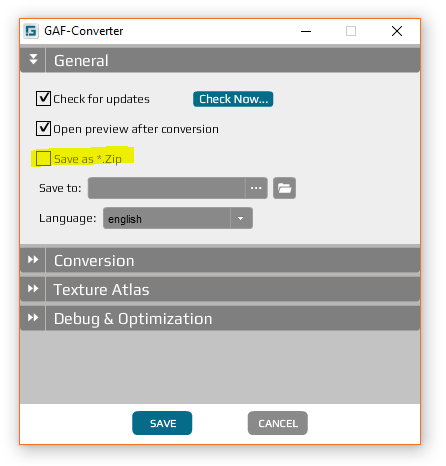 GAF-Converter
General
Check for updates Check Now...
Open preview after conversion
Save as *.Zip
Save to: ...
Language: english
Conversion
Texture Atlas
Debug & Optimization
SAVE CANCEL